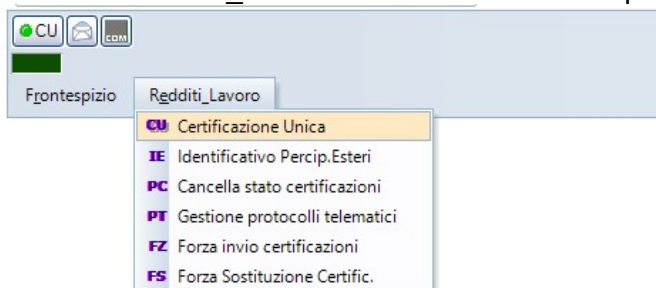 CU
COM
Frontespizio Redditi_Lavoro
CU Certificazione Unica
IE Identificativo Percip.Esteri
PC Cancella stato certificazioni
PT Gestione protocolli telematici
FZ Forza invio certificazioni
FS Forza Sostituzione Certific.